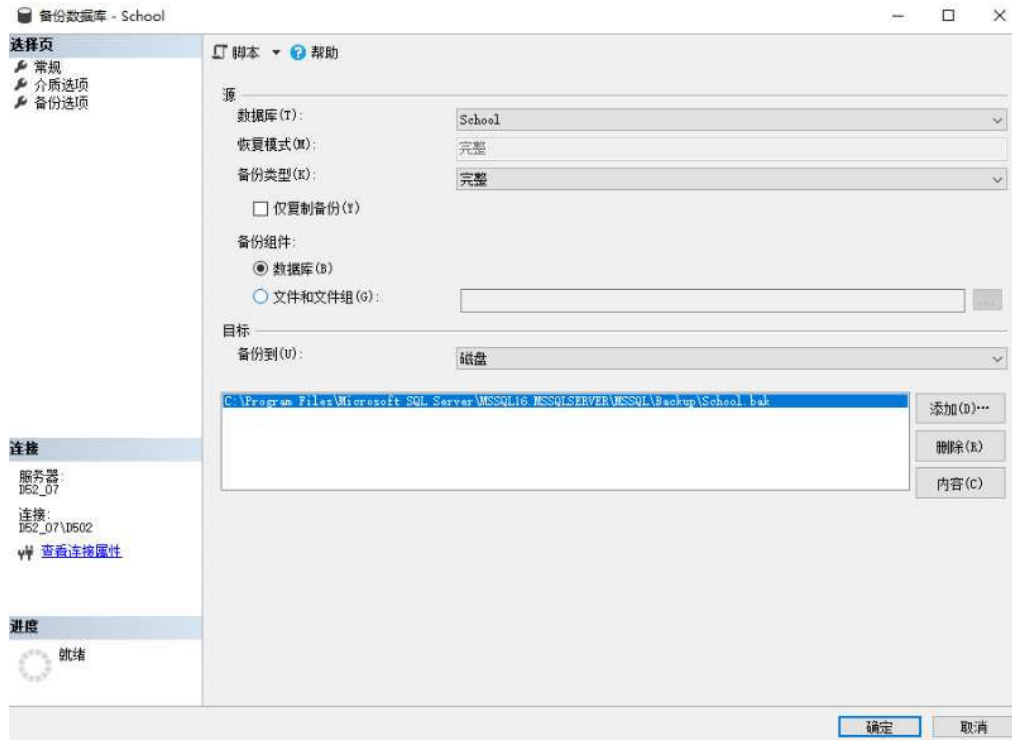 备份数据库 - School
选择页
常规
介质选项
备份选项
脚本
帮助
源
数据库(T):
School
恢复模式(M):
完整
备份类型(K):
完整
仅复制备份(Y)
备份组件:
数据库(B)
文件和文件组(G):
...
目标
备份到(U):
磁盘
C:\Program Files\Microsoft SQL Server\MSSQL16.MSSQLSERVER\MSSQL\Backup\School.bak
添加(D)...
删除(R)
内容(C)
连接
服务器:
D52_07
连接:
D52_07\D502
查看连接属性
进度
就绪
确定
取消